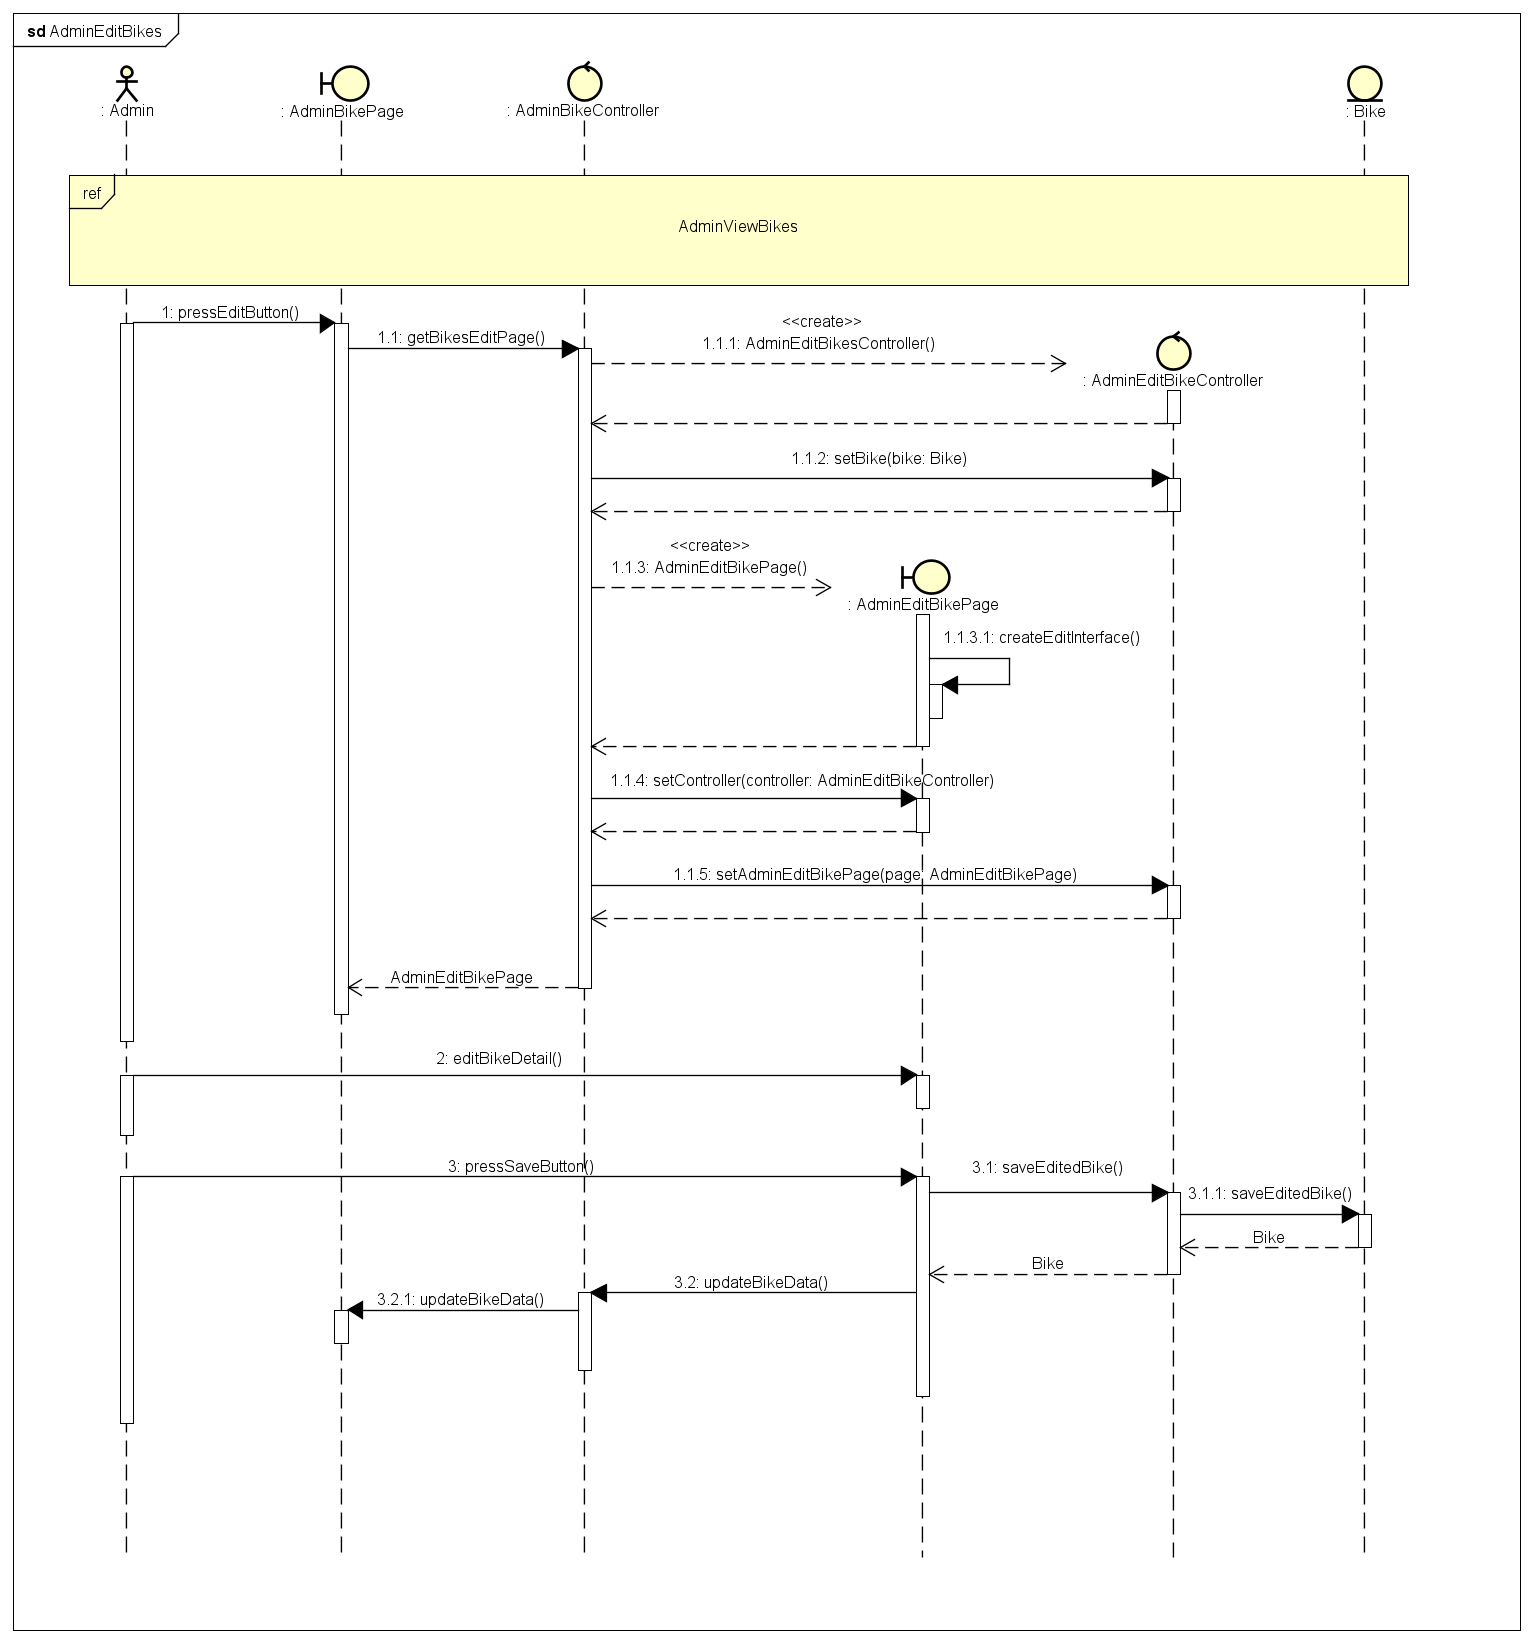 sd AdminEditBikes
: Admin
: AdminBikePage
: AdminBikeController
: Bike
ref
AdminViewBikes
1: pressEditButton()
1.1: getBikesEditPage()
<<create>>
1.1.1: AdminEditBikesController()
: AdminEditBikeController
1.1.2: setBike(bike: Bike)
<<create>>
1.1.3: AdminEditBikePage()
: AdminEditBikePage
1.1.3.1: createEditInterface()
1.1.4: setController(controller: AdminEditBikeController)
1.1.5: setAdminEditBikePage(page: AdminEditBikePage)
AdminEditBikePage
2: editBikeDetail()
3: pressSaveButton()
3.1: saveEditedBike()
3.1.1: saveEditedBike()
Bike
Bike
3.2: updateBikeData()
3.2.1: updateBikeData()